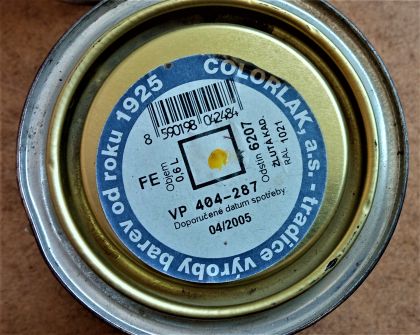 COLORLAK, a.s. - tradice výroby barev od roku 1925
8 590198 042484
FE
Objem
0,6 L
Odstín 6207
ŽLUTÁ KAD.
RAL 1021
VP 404-287
Doporučené datum spotřeby
04/2005